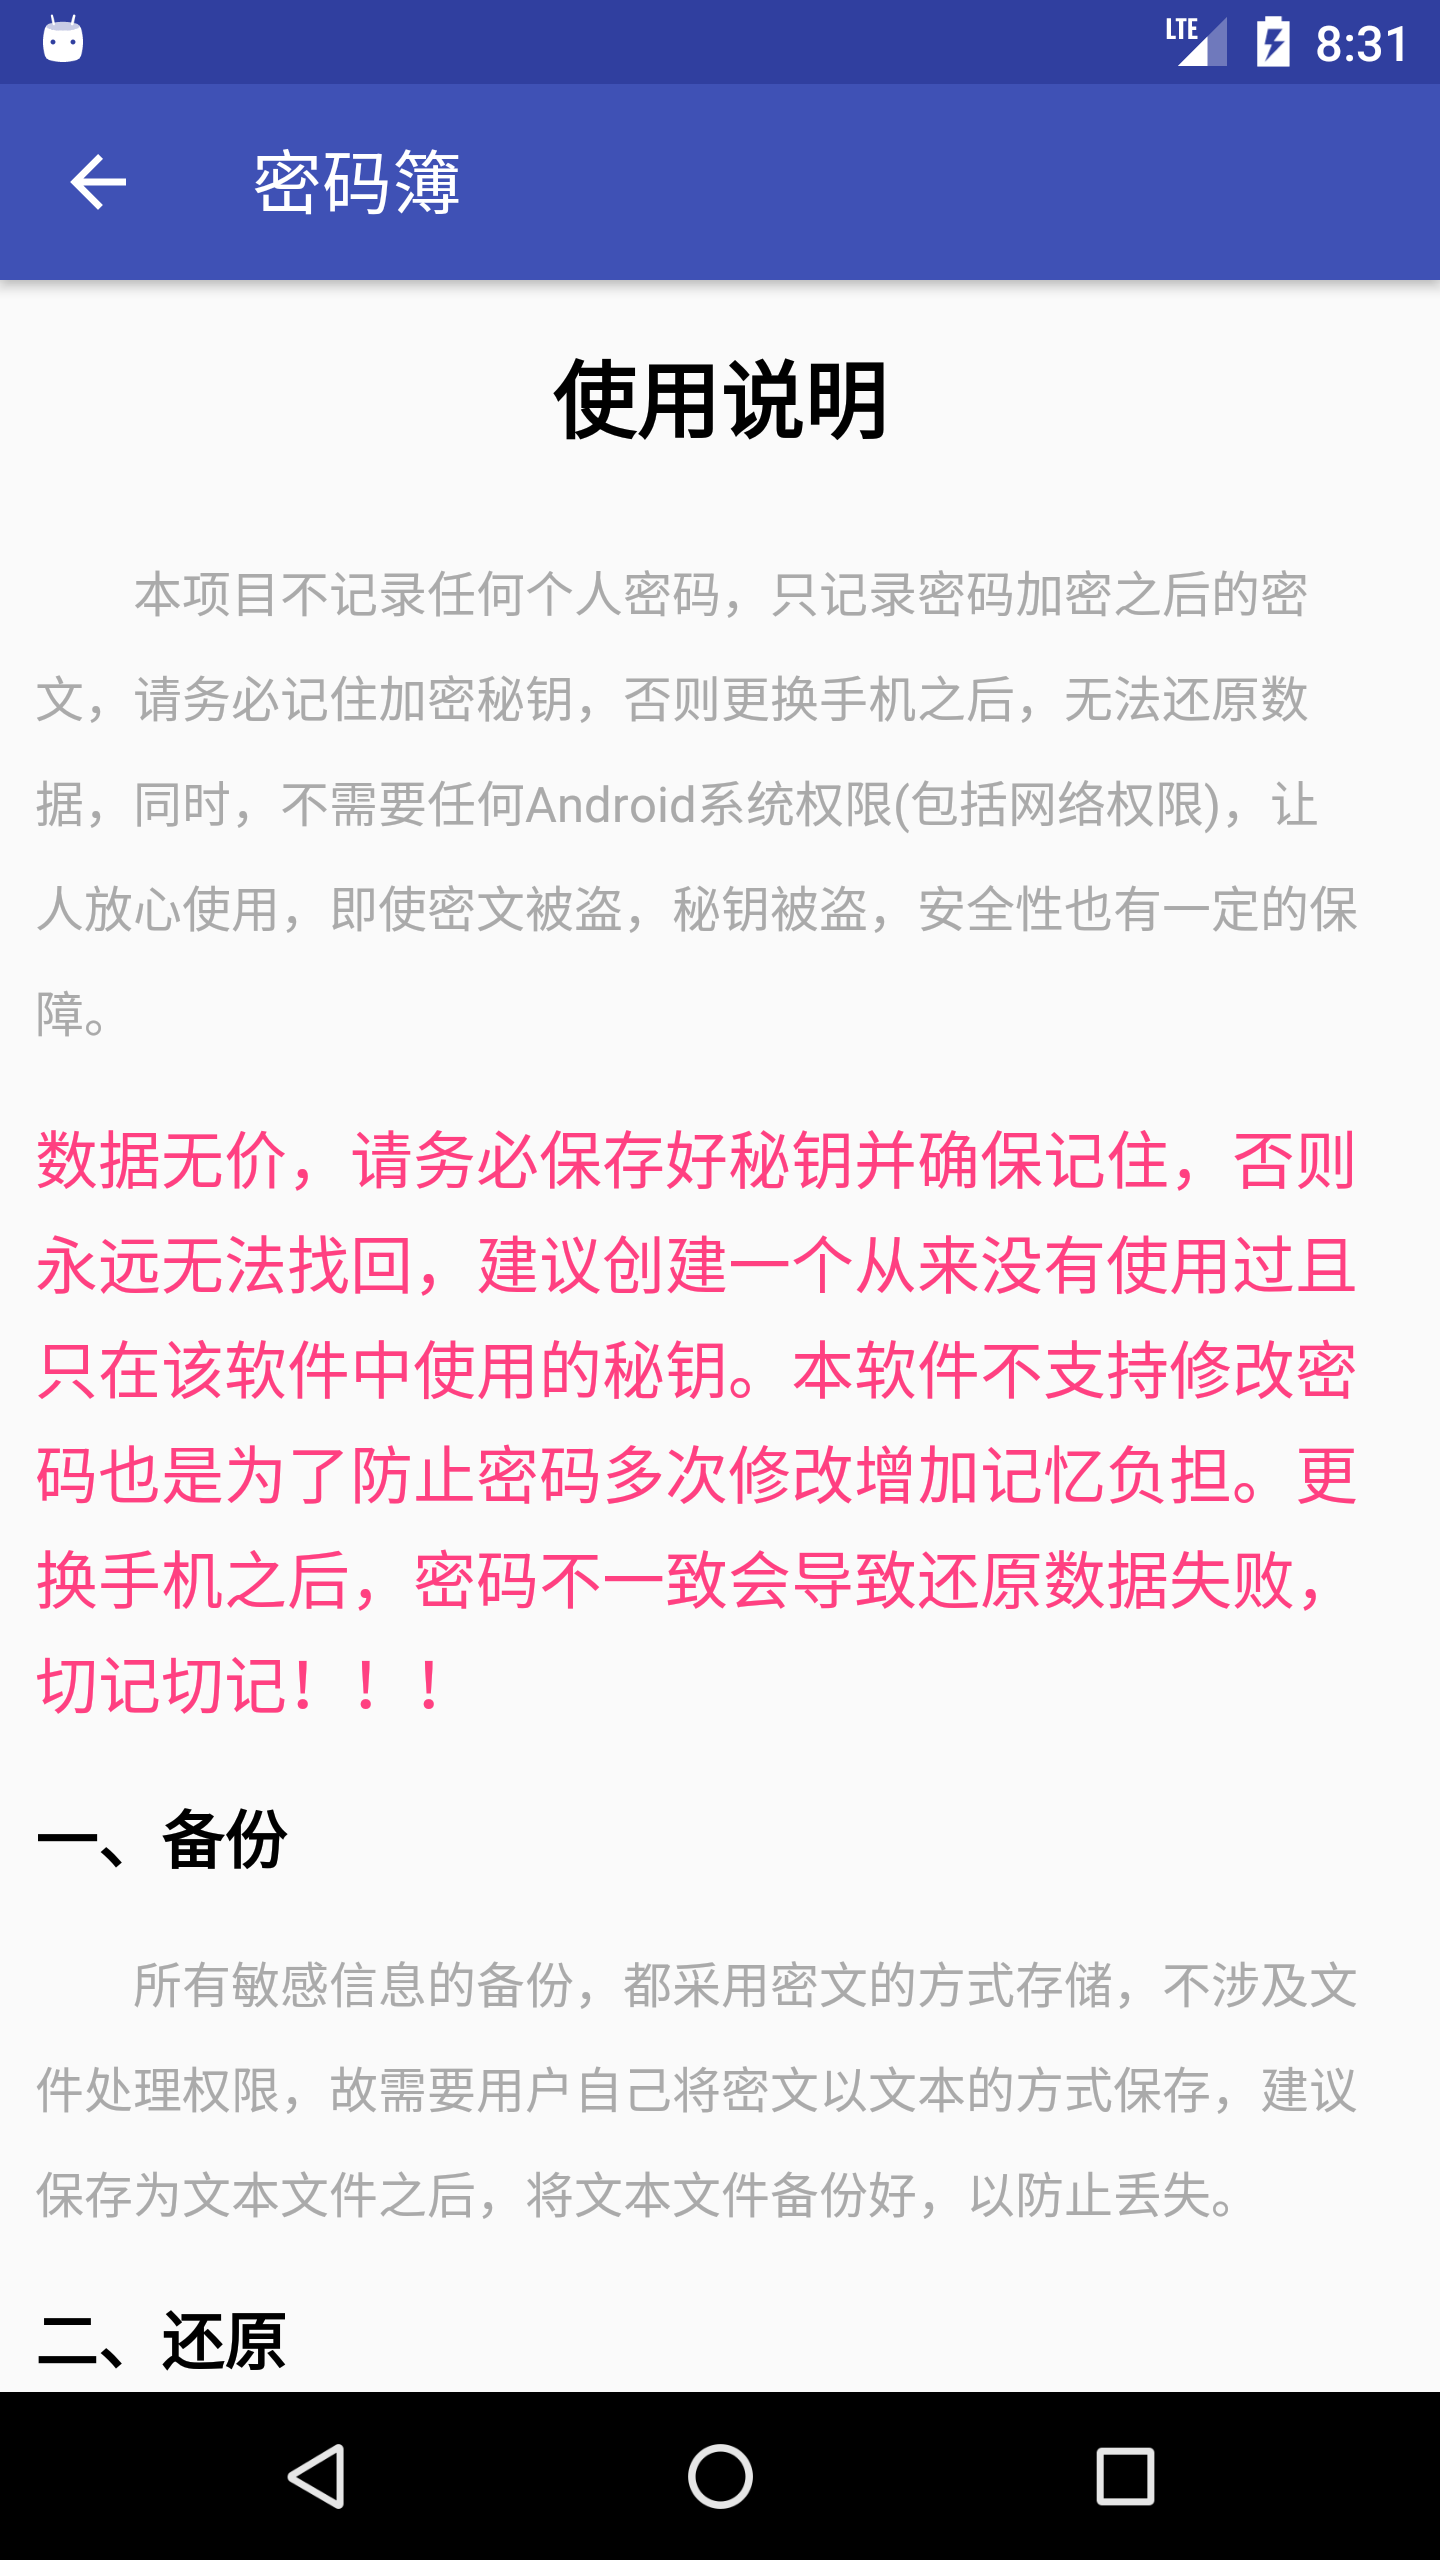 LTE 8:31
密码簿
使用说明
本项目不记录任何个人密码，只记录密码加密之后的密
文，请务必记住加密秘钥，否则更换手机之后，无法还原数
据，同时，不需要任何Android系统权限(包括网络权限)，让
人放心使用，即使密文被盗，秘钥被盗，安全性也有一定的保
障。
数据无价，请务必保存好秘钥并确保记住，否则
永远无法找回，建议创建一个从来没有使用过且
只在该软件中使用的秘钥。本软件不支持修改密
码也是为了防止密码多次修改增加记忆负担。更
换手机之后，密码不一致会导致还原数据失败，
切记切记！！！
一、备份
所有敏感信息的备份，都采用密文的方式存储，不涉及文
件处理权限，故需要用户自己将密文以文本的方式保存，建议
保存为文本文件之后，将文本文件备份好，以防止丢失。
二、还原